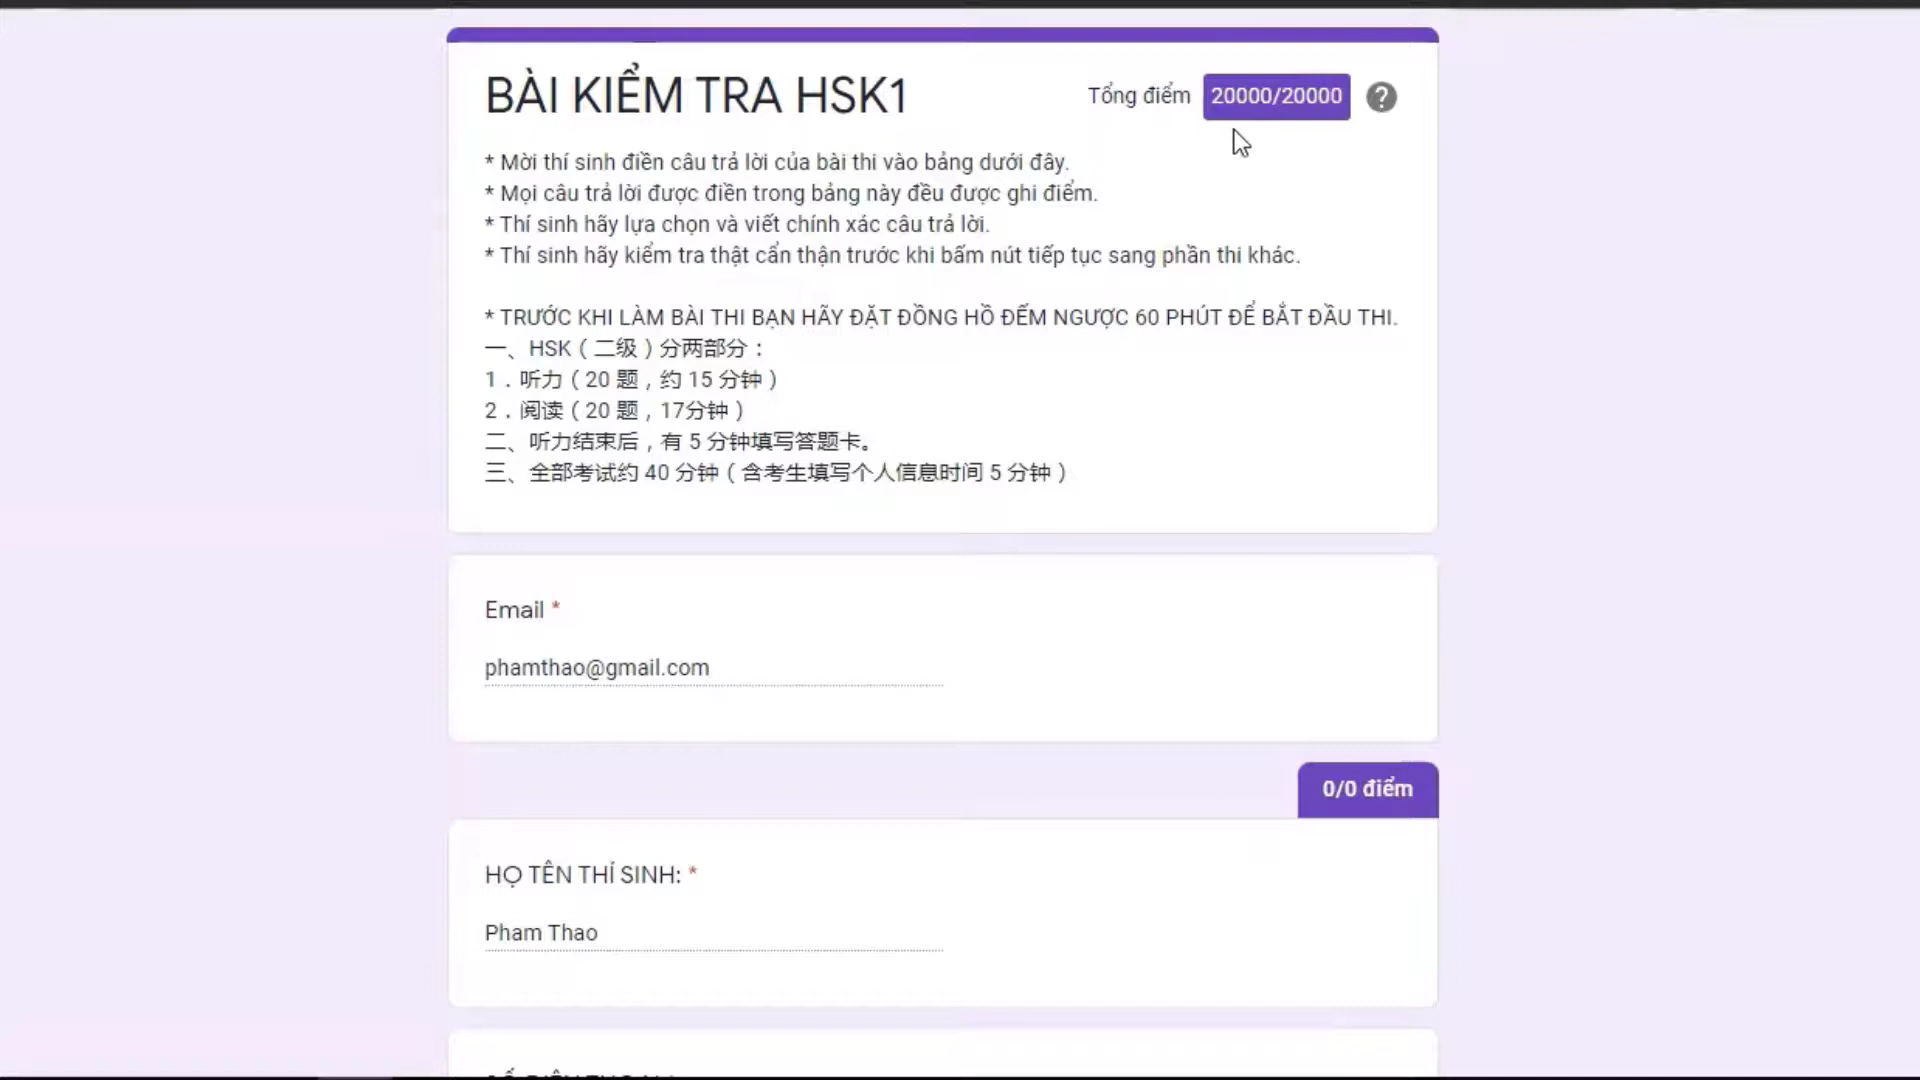 BÀI KIỂM TRA HSK1
Tổng điểm 20000/20000
* Mời thí sinh điền câu trả lời của bài thi vào bảng dưới đây.
* Mọi câu trả lời được điền trong bảng này đều được ghi điểm.
* Thí sinh hãy lựa chọn và viết chính xác câu trả lời.
* Thí sinh hãy kiểm tra thật cẩn thận trước khi bấm nút tiếp tục sang phần thi khác.
* TRƯỚC KHI LÀM BÀI THI BẠN HÃY ĐẶT ĐỒNG HỒ ĐẾM NGƯỢC 60 PHÚT ĐỂ BẮT ĐẦU THI.
一、HSK（二级）分两部分：
1．听力（20 题，约 15 分钟）
2．阅读（20 题，17分钟）
二、听力结束后，有 5 分钟填写答题卡。
三、全部考试约 40 分钟（含考生填写个人信息时间 5 分钟）
Email *
phamthao@gmail.com
0/0 điểm
HỌ TÊN THÍ SINH: *
Pham Thao